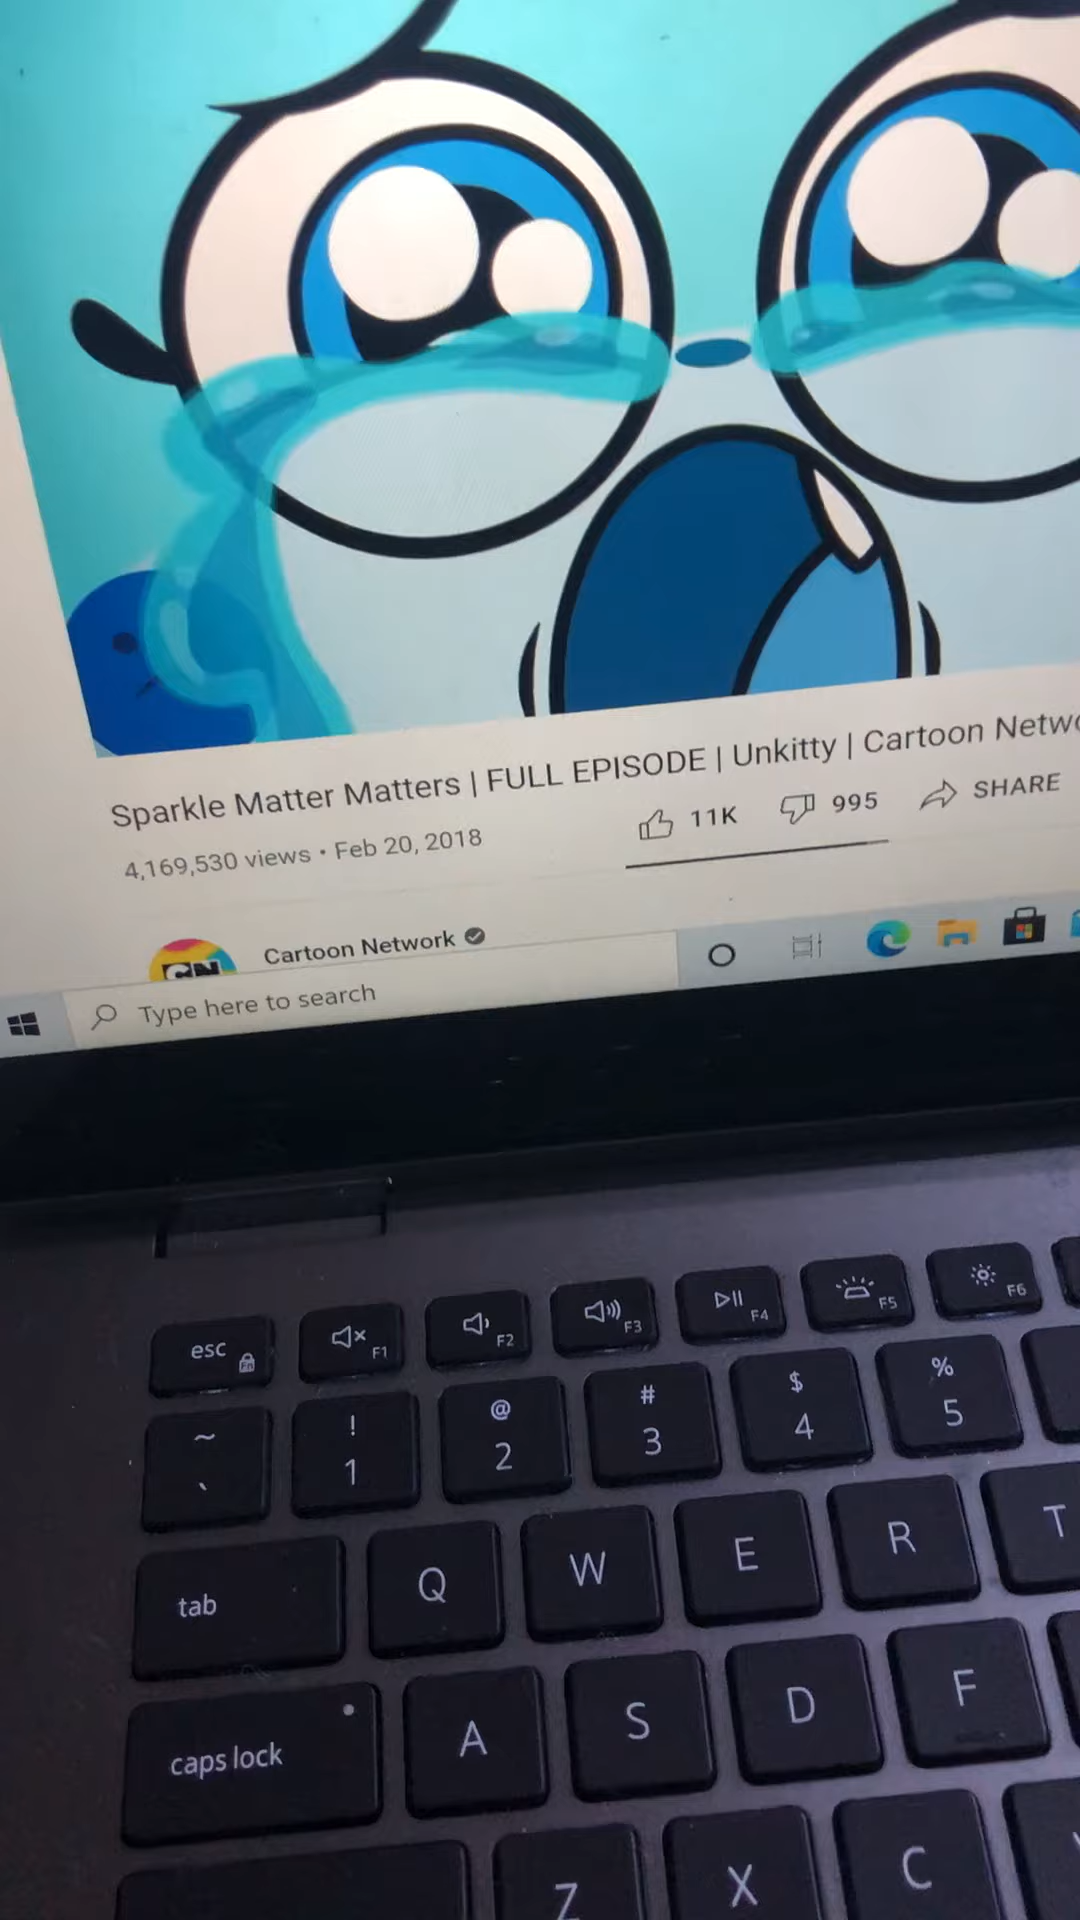 Sparkle Matter Matters | FULL EPISODE | Unkitty | Cartoon
4,169,530 views • Feb 20, 2018
11K 995 SHARE
CN
Cartoon Network
Type here to search
esc F1 F2 F3 F4 F5 F6
~ ! @ # $ %
` 1 2 3 4 5
tab Q W E R T
caps lock A S D F
Z X C